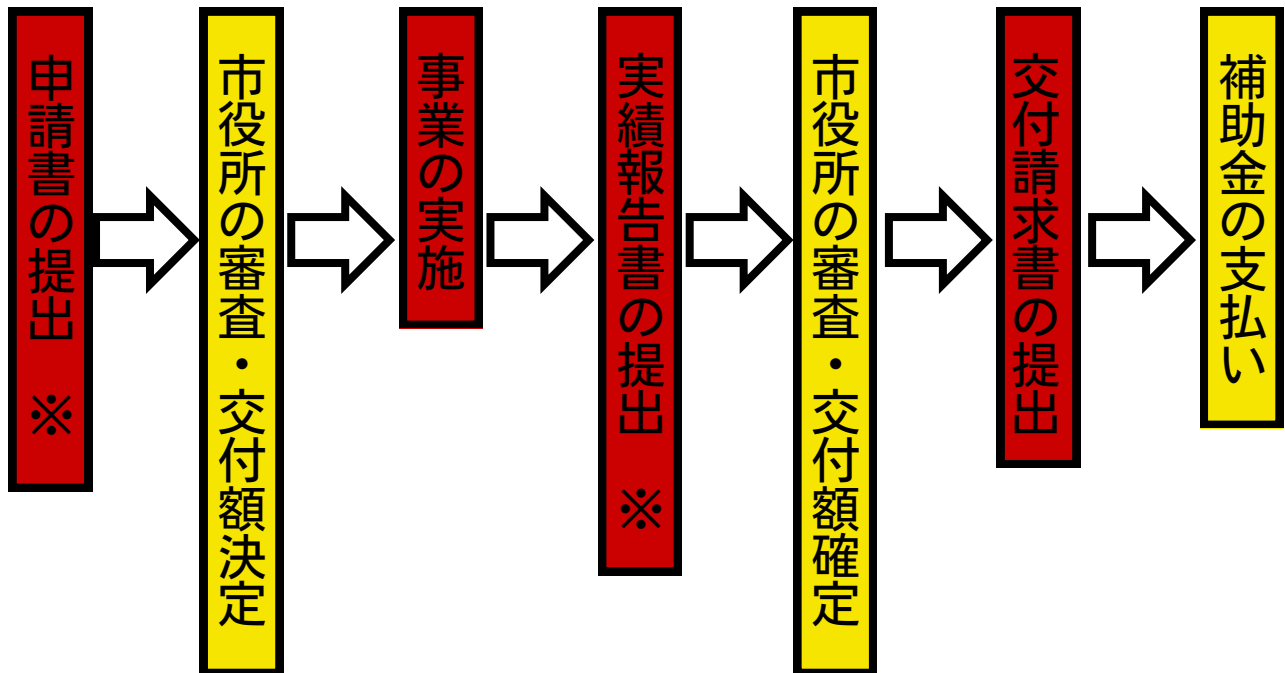 申請書の提出　※
市役所の審査・交付額決定
事業の実施
実績報告書の提出　※
市役所の審査・交付額確定
交付請求書の提出
補助金の支払い